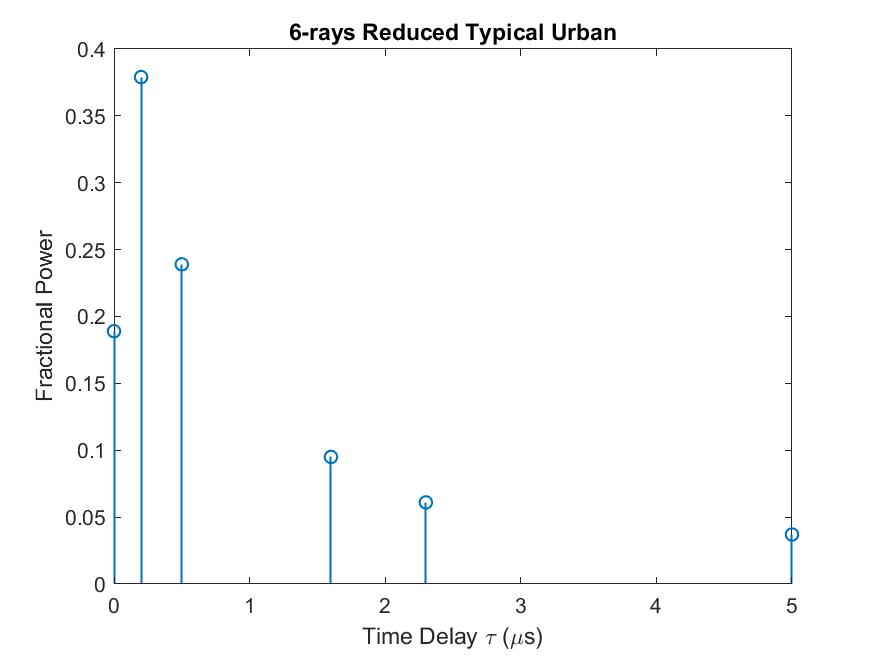 6-rays Reduced Typical Urban
0.4
0.35
0.3
0.25
0.2
0.15
0.1
0.05
0
Fractional Power
0 1 2 3 4 5
Time Delay τ (μs)